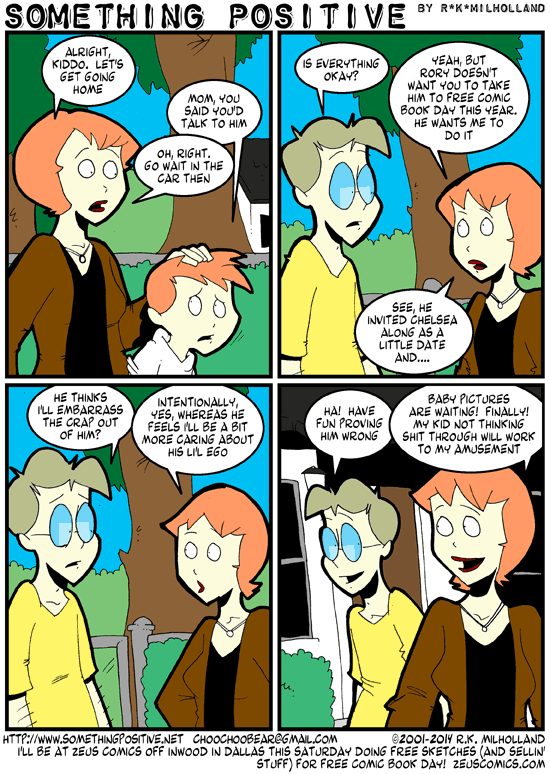 SOMETHING POSITIVE BY R*K*MILHOLLAND
ALRIGHT,
KIDDO. LET'S
GET GOING
HOME
MOM, YOU
SAID YOU'D
TALK TO HIM
OH, RIGHT.
GO WAIT IN THE
CAR THEN
IS EVERYTHING
OKAY?
YEAH, BUT
RORY DOESN'T
WANT YOU TO TAKE
HIM TO FREE COMIC
BOOK DAY THIS YEAR.
HE WANTS ME TO
DO IT
SEE, HE
INVITED CHELSEA
ALONG AS A
LITTLE DATE
AND....
HE THINKS
I'LL EMBARRASS
THE CRAP OUT
OF HIM?
INTENTIONALLY,
YES, WHEREAS HE
FEELS I'LL BE A BIT
MORE CARING ABOUT
HIS LI'L EGO
HA! HAVE
FUN PROVING
HIM WRONG
BABY PICTURES
ARE WAITING! FINALLY!
MY KID NOT THINKING
SHIT THROUGH WILL WORK
TO MY AMUSEMENT
HTTP://WWW.SOMETHINGPOSITIVE.NET CHOOCHOOBEAR@GMAIL.COM ©2001-2014 R.K. MILHOLLAND
I'LL BE AT ZEUS COMICS OFF INWOOD IN DALLAS THIS SATURDAY DOING FREE SKETCHES (AND SELLIN'
STUFF) FOR FREE COMIC BOOK DAY! ZEUSCOMICS.COM